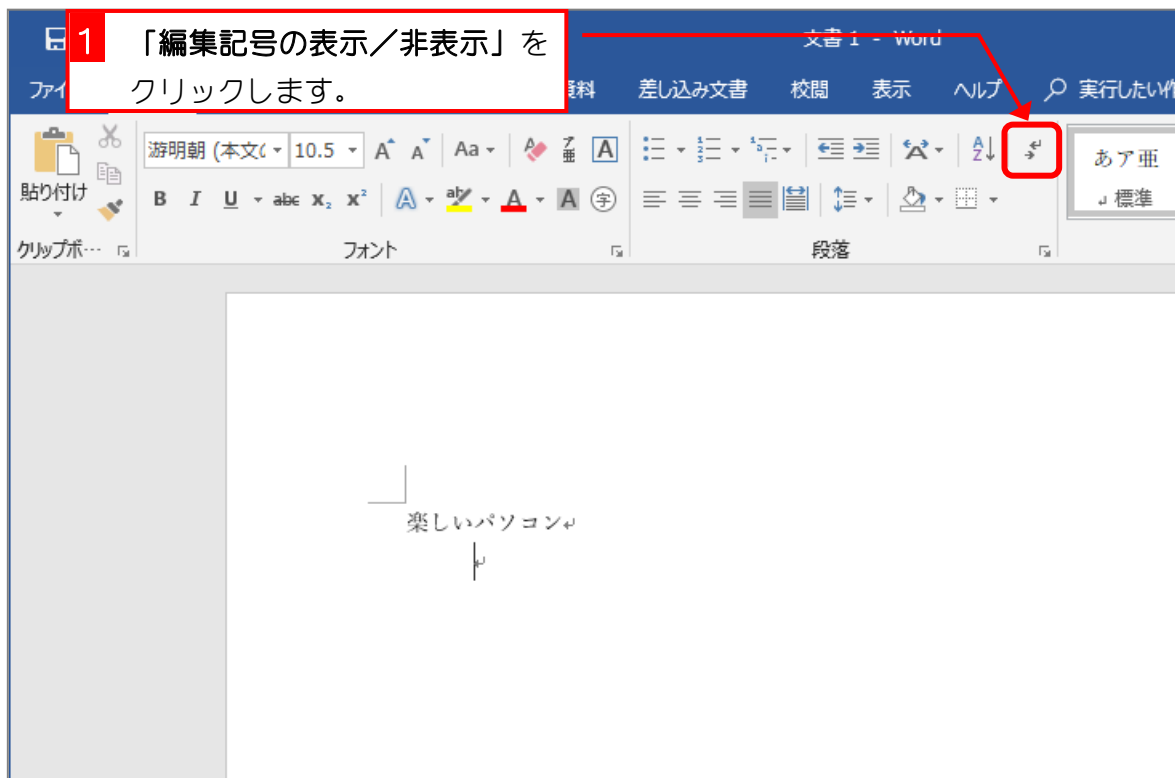 1 「編集記号の表示／非表示」を
クリックします。
文書 1 - Word
差し込み文書 校閲 表示 ヘルプ 実行したい
貼り付け
游明朝 (本文( 10.5 A A Aa ア亜 A
B I U abc x₂ x² A aby A A 字
A Z
あア亜
↲ 標準
クリップボ… フォント 段落
楽しいパソコン↵
↵